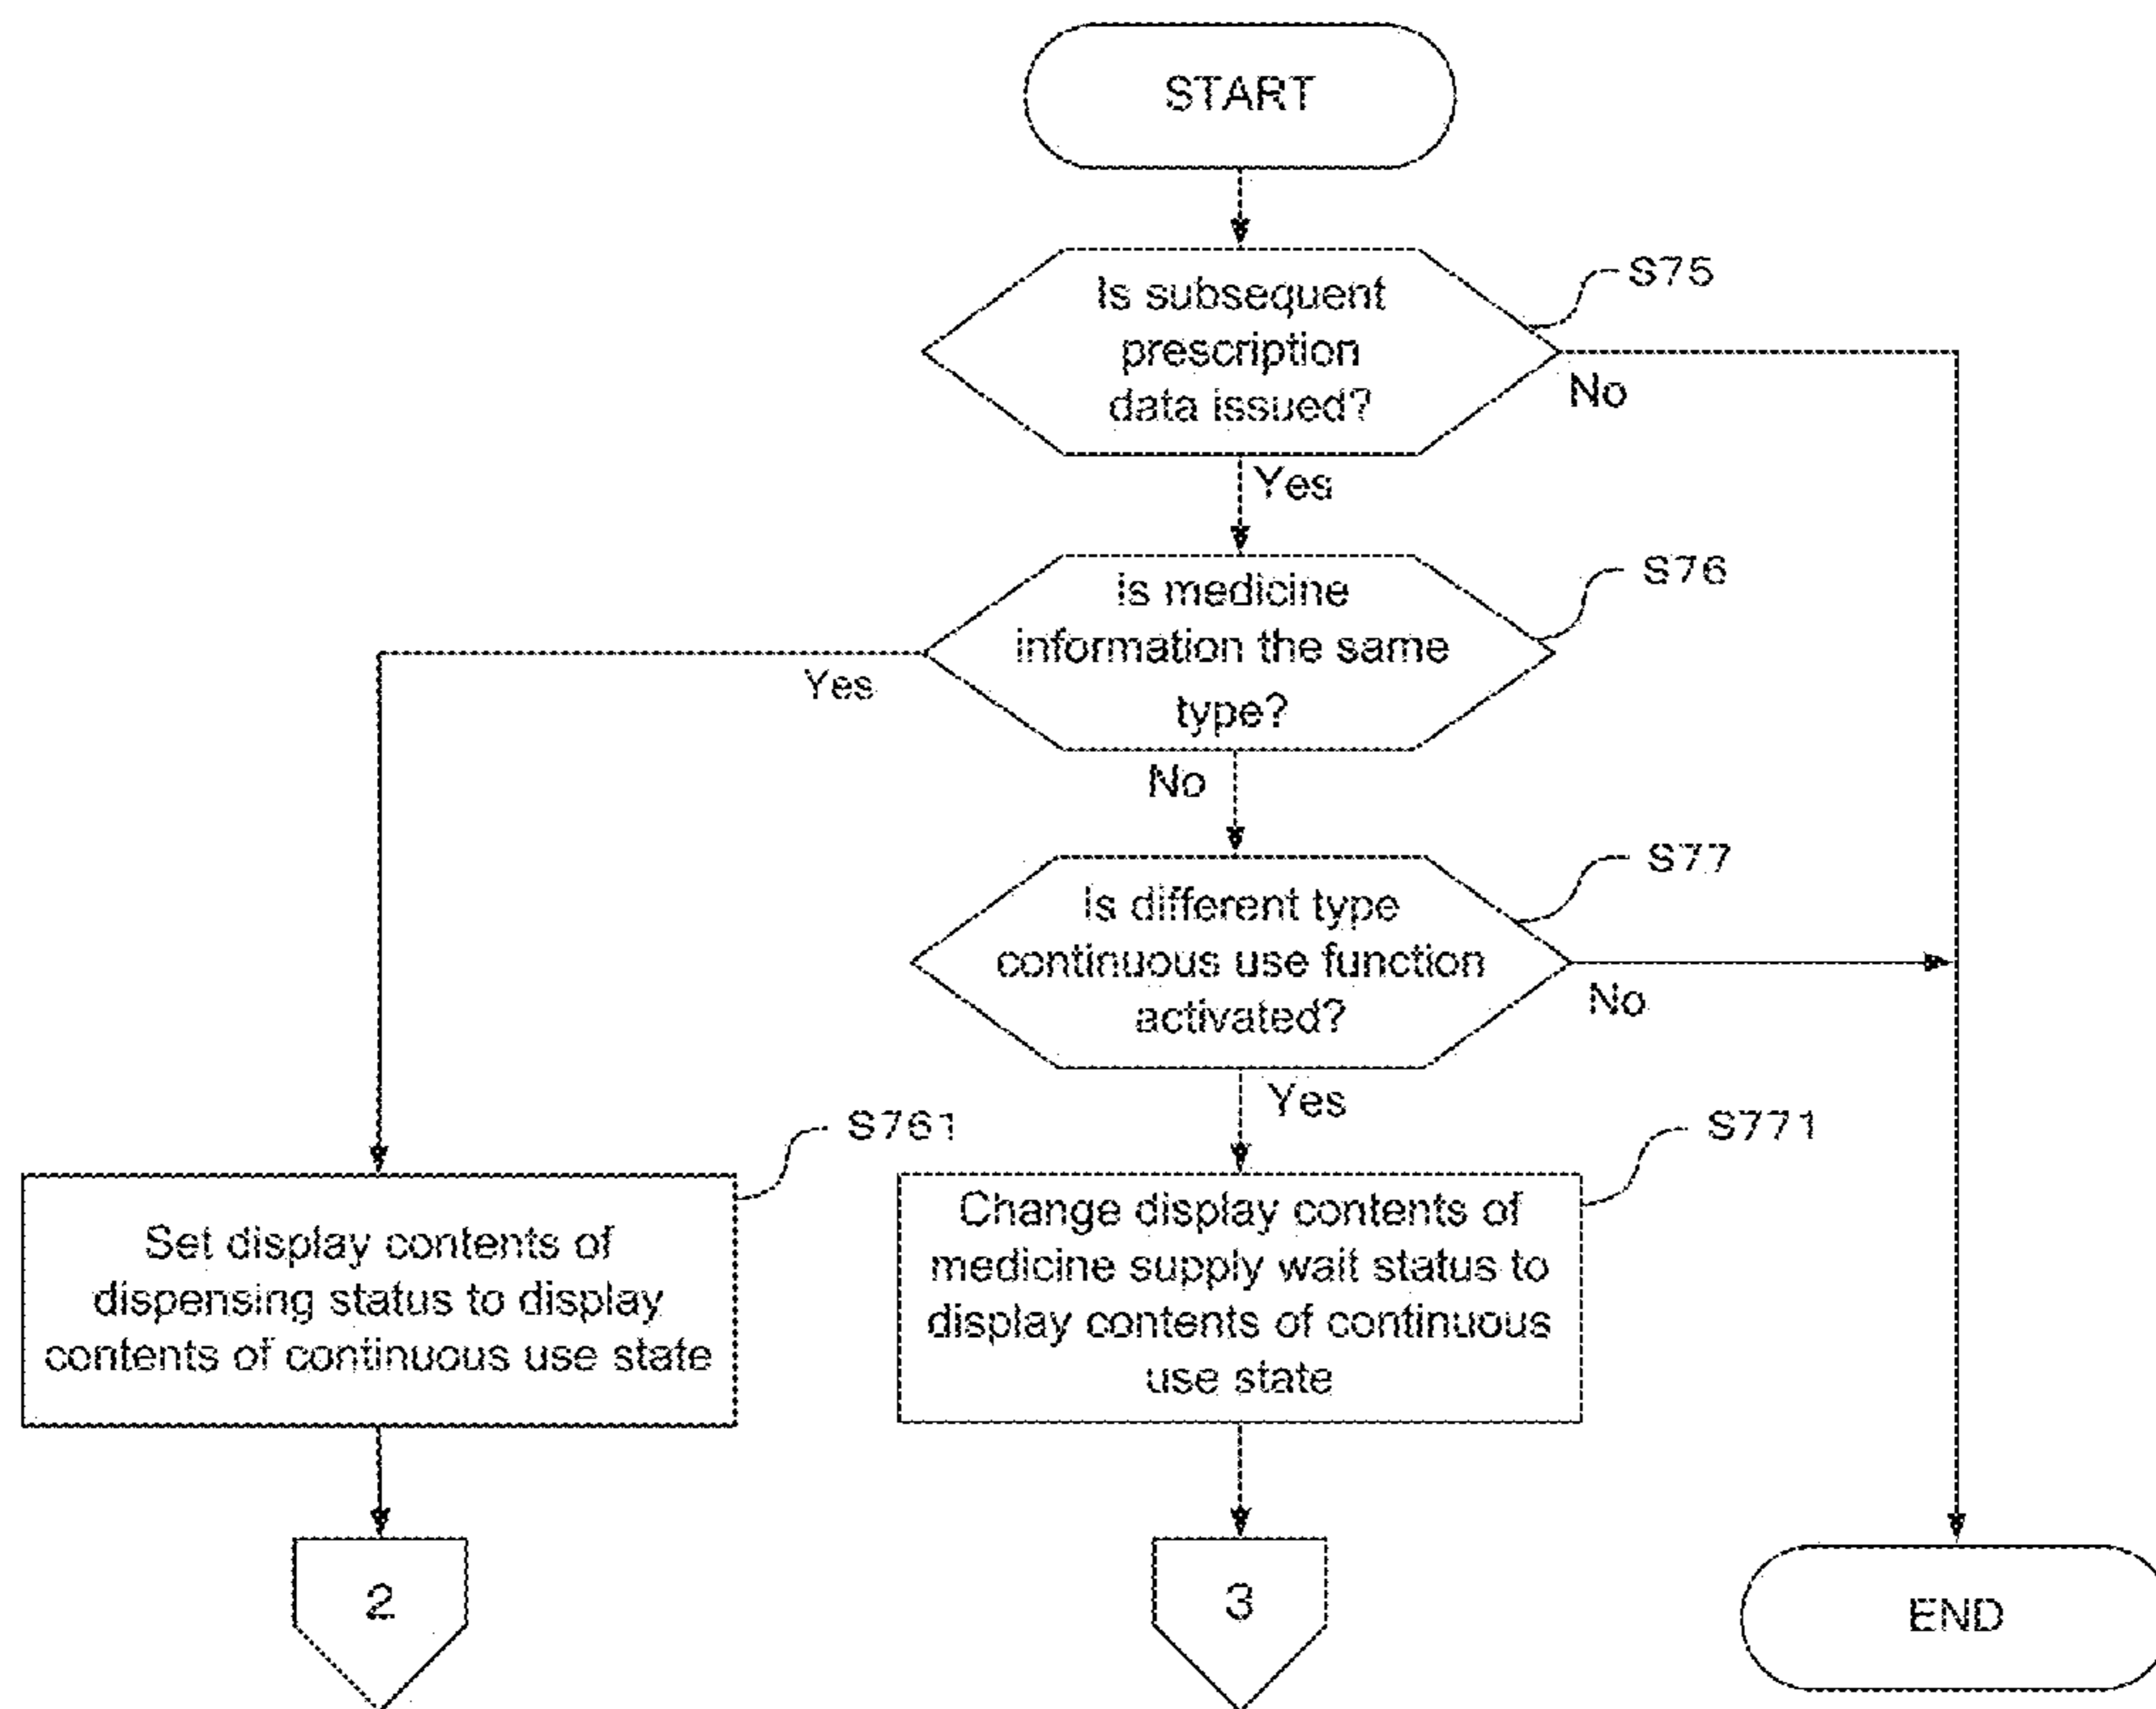 START
Is subsequent
prescription
data issued?
S75
No
Yes
is medicine
information the same
type?
S76
Yes
No
Is different type
continuous use function
activated?
S77
No
Yes
S761
S771
Set display contents of
dispensing status to display
contents of continuous use state
Change display contents of
medicine supply wait status to
display contents of continuous
use state
2
3
END